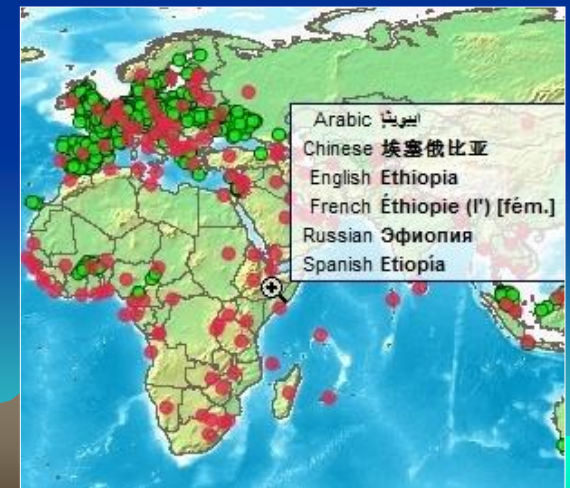 Arabic إثيوبيا
Chinese 埃塞俄比亚
English Ethiopia
French Éthiopie (l') [fém.]
Russian Эфиопия
Spanish Etiopía